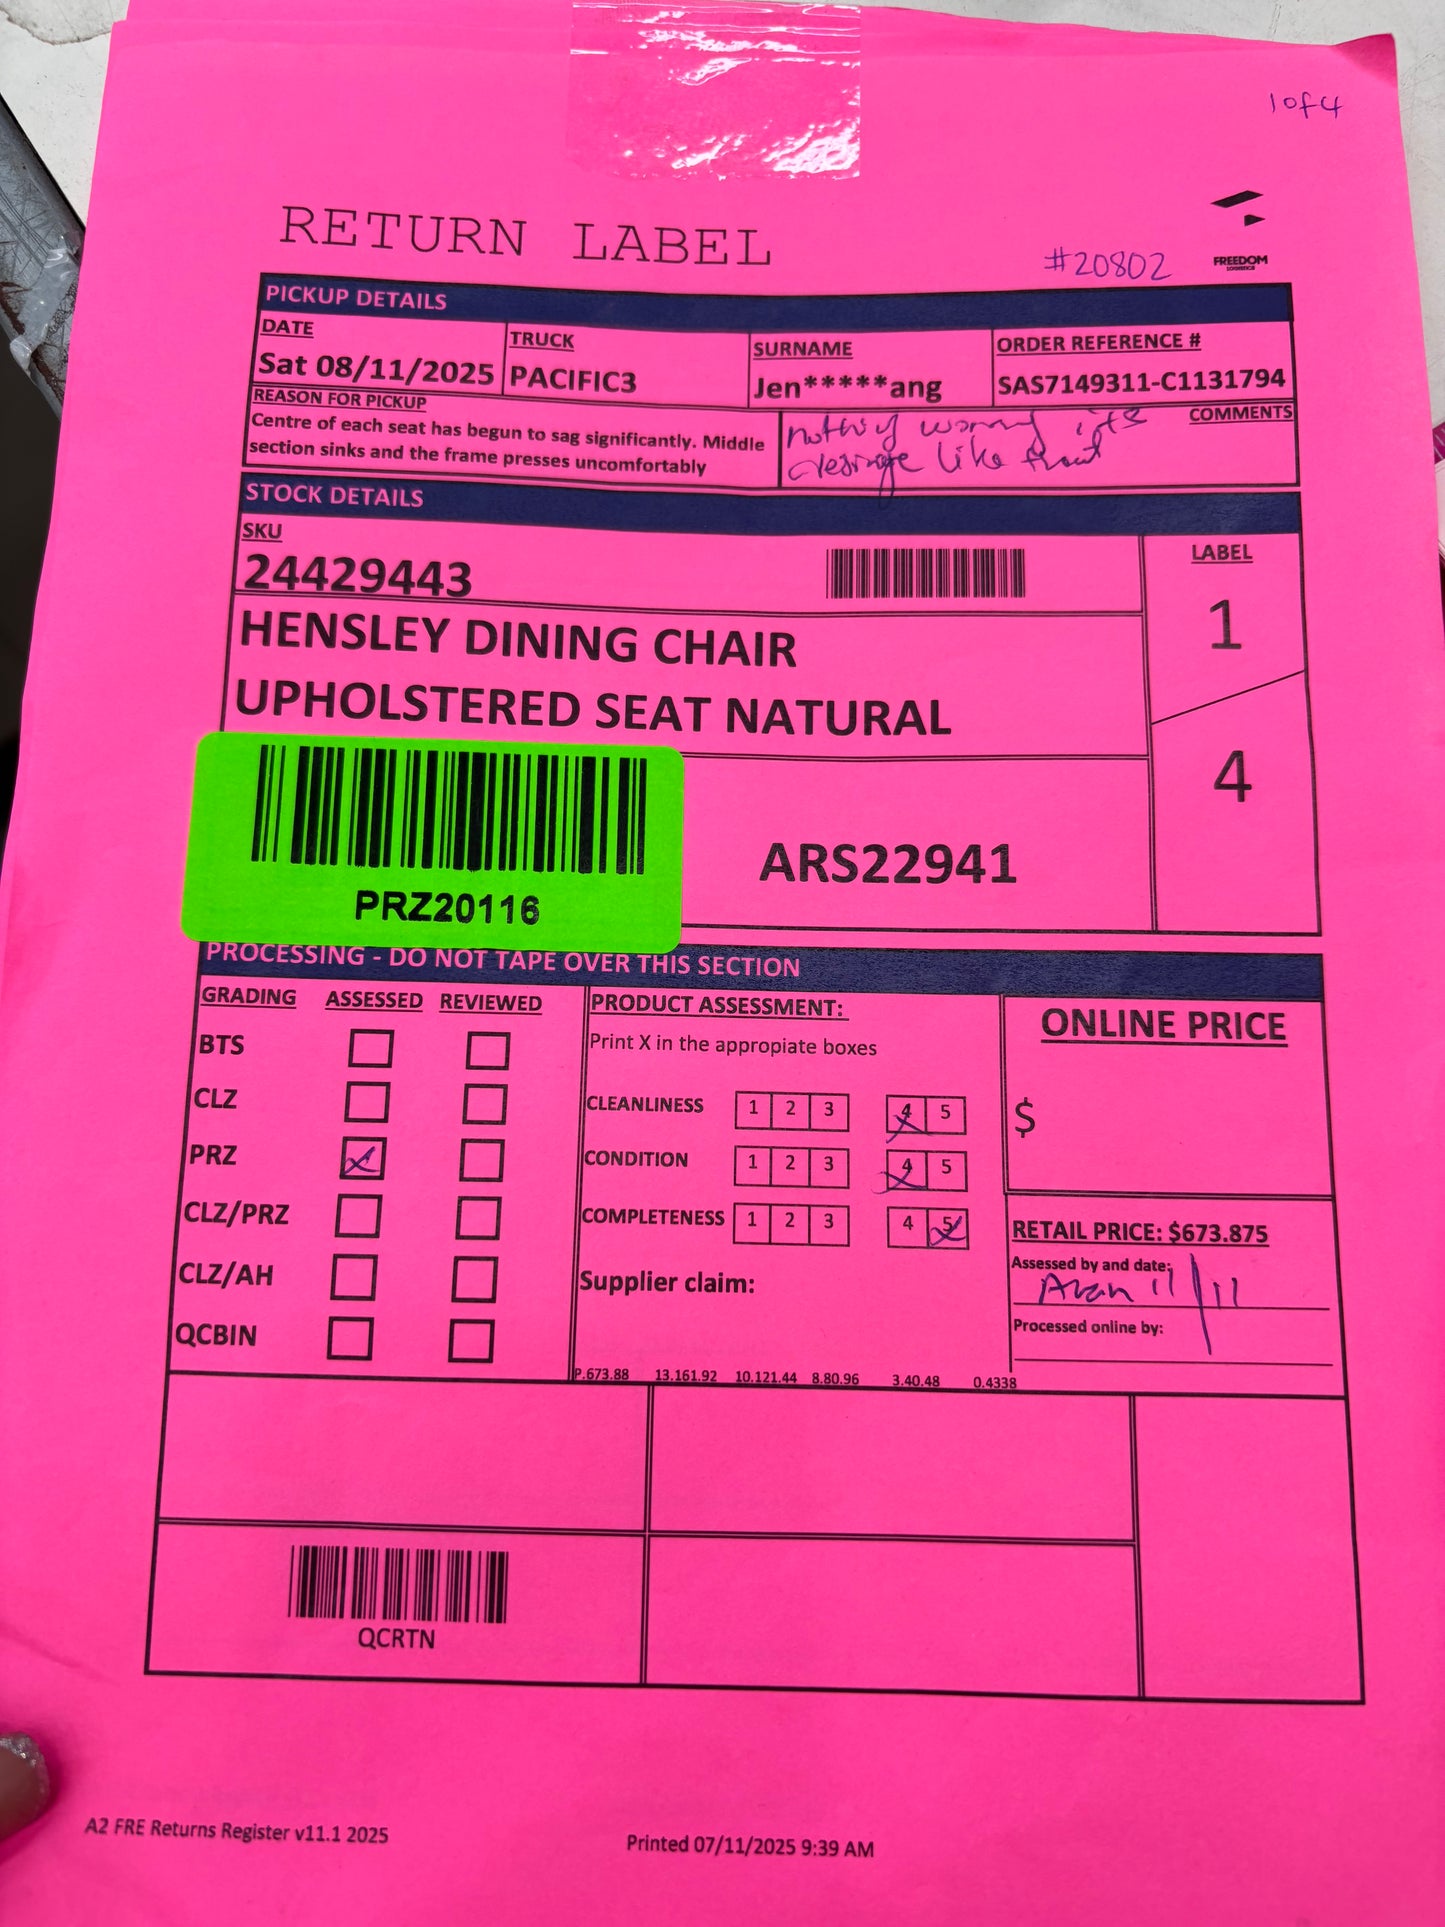 1 of 4
RETURN LABEL
#20802
FREEDOM
LOGISTICS
PICKUP DETAILS
DATE
TRUCK
SURNAME
ORDER REFERENCE #
Sat 08/11/2025
PACIFIC3
Jen*****ang
SAS7149311-C1131794
REASON FOR PICKUP
COMMENTS
Centre of each seat has begun to sag significantly. Middle
section sinks and the frame presses uncomfortably
nothing wrong its
like that
STOCK DETAILS
SKU
24429443
LABEL
1
4
HENSLEY DINING CHAIR
UPHOLSTERED SEAT NATURAL
PRZ20116
ARS22941
PROCESSING - DO NOT TAPE OVER THIS SECTION
GRADING ASSESSED REVIEWED
BTS
CLZ
PRZ X
CLZ/PRZ
CLZ/AH
QCBIN
PRODUCT ASSESSMENT:
Print X in the appropiate boxes
CLEANLINESS 1 2 3 4 5
CONDITION 1 2 3 4 5
COMPLETENESS 1 2 3 4 5
Supplier claim:
P.673.88 13.161.92 10.121.44 8.80.96 3.40.48 0.4338
ONLINE PRICE
$
RETAIL PRICE: $673.875
Assessed by and date:
11/11
Processed online by:
QCRTN
A2 FRE Returns Register v11.1 2025
Printed 07/11/2025 9:39 AM